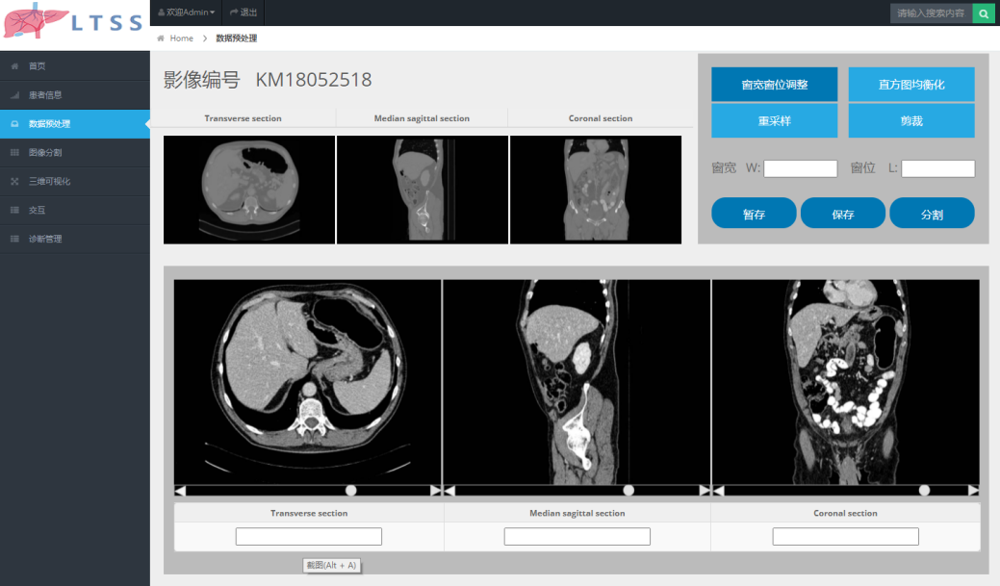 LTSS
欢迎Admin
退出
请输入搜索内容
Home > 数据预处理
首页
患者信息
数据预处理
图像分割
三维可视化
交互
诊断管理
影像编号 KM18052518
Transverse section Median sagittal section Coronal section
窗宽窗位调整 直方图均衡化
重采样 剪裁
窗宽 W: 窗位 L:
暂存 保存 分割
Transverse section Median sagittal section Coronal section
截图(Alt + A)